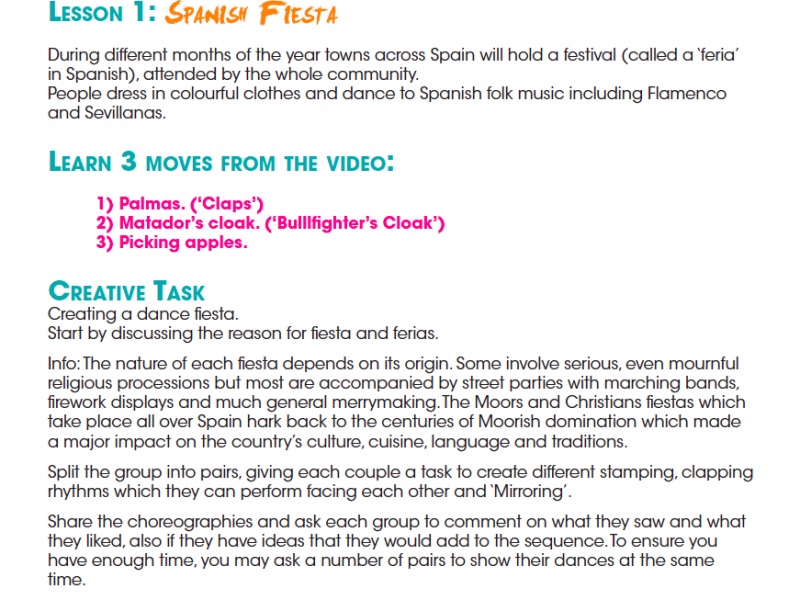 Lesson 1: Spanish Fiesta
During different months of the year towns across Spain will hold a festival (called a 'feria'
in Spanish), attended by the whole community.
People dress in colourful clothes and dance to Spanish folk music including Flamenco
and Sevillanas.
Learn 3 moves from the video:
1) Palmas. ('Claps')
2) Matador's cloak. ('Bulllfighter's Cloak')
3) Picking apples.
Creative Task
Creating a dance fiesta.
Start by discussing the reason for fiesta and ferias.
Info: The nature of each fiesta depends on its origin. Some involve serious, even mournful
religious processions but most are accompanied by street parties with marching bands,
firework displays and much general merrymaking. The Moors and Christians fiestas which
take place all over Spain hark back to the centuries of Moorish domination which made
a major impact on the country's culture, cuisine, language and traditions.
Split the group into pairs, giving each couple a task to create different stamping, clapping
rhythms which they can perform facing each other and 'Mirroring'.
Share the choreographies and ask each group to comment on what they saw and what
they liked, also if they have ideas that they would add to the sequence. To ensure you
have enough time, you may ask a number of pairs to show their dances at the same
time.